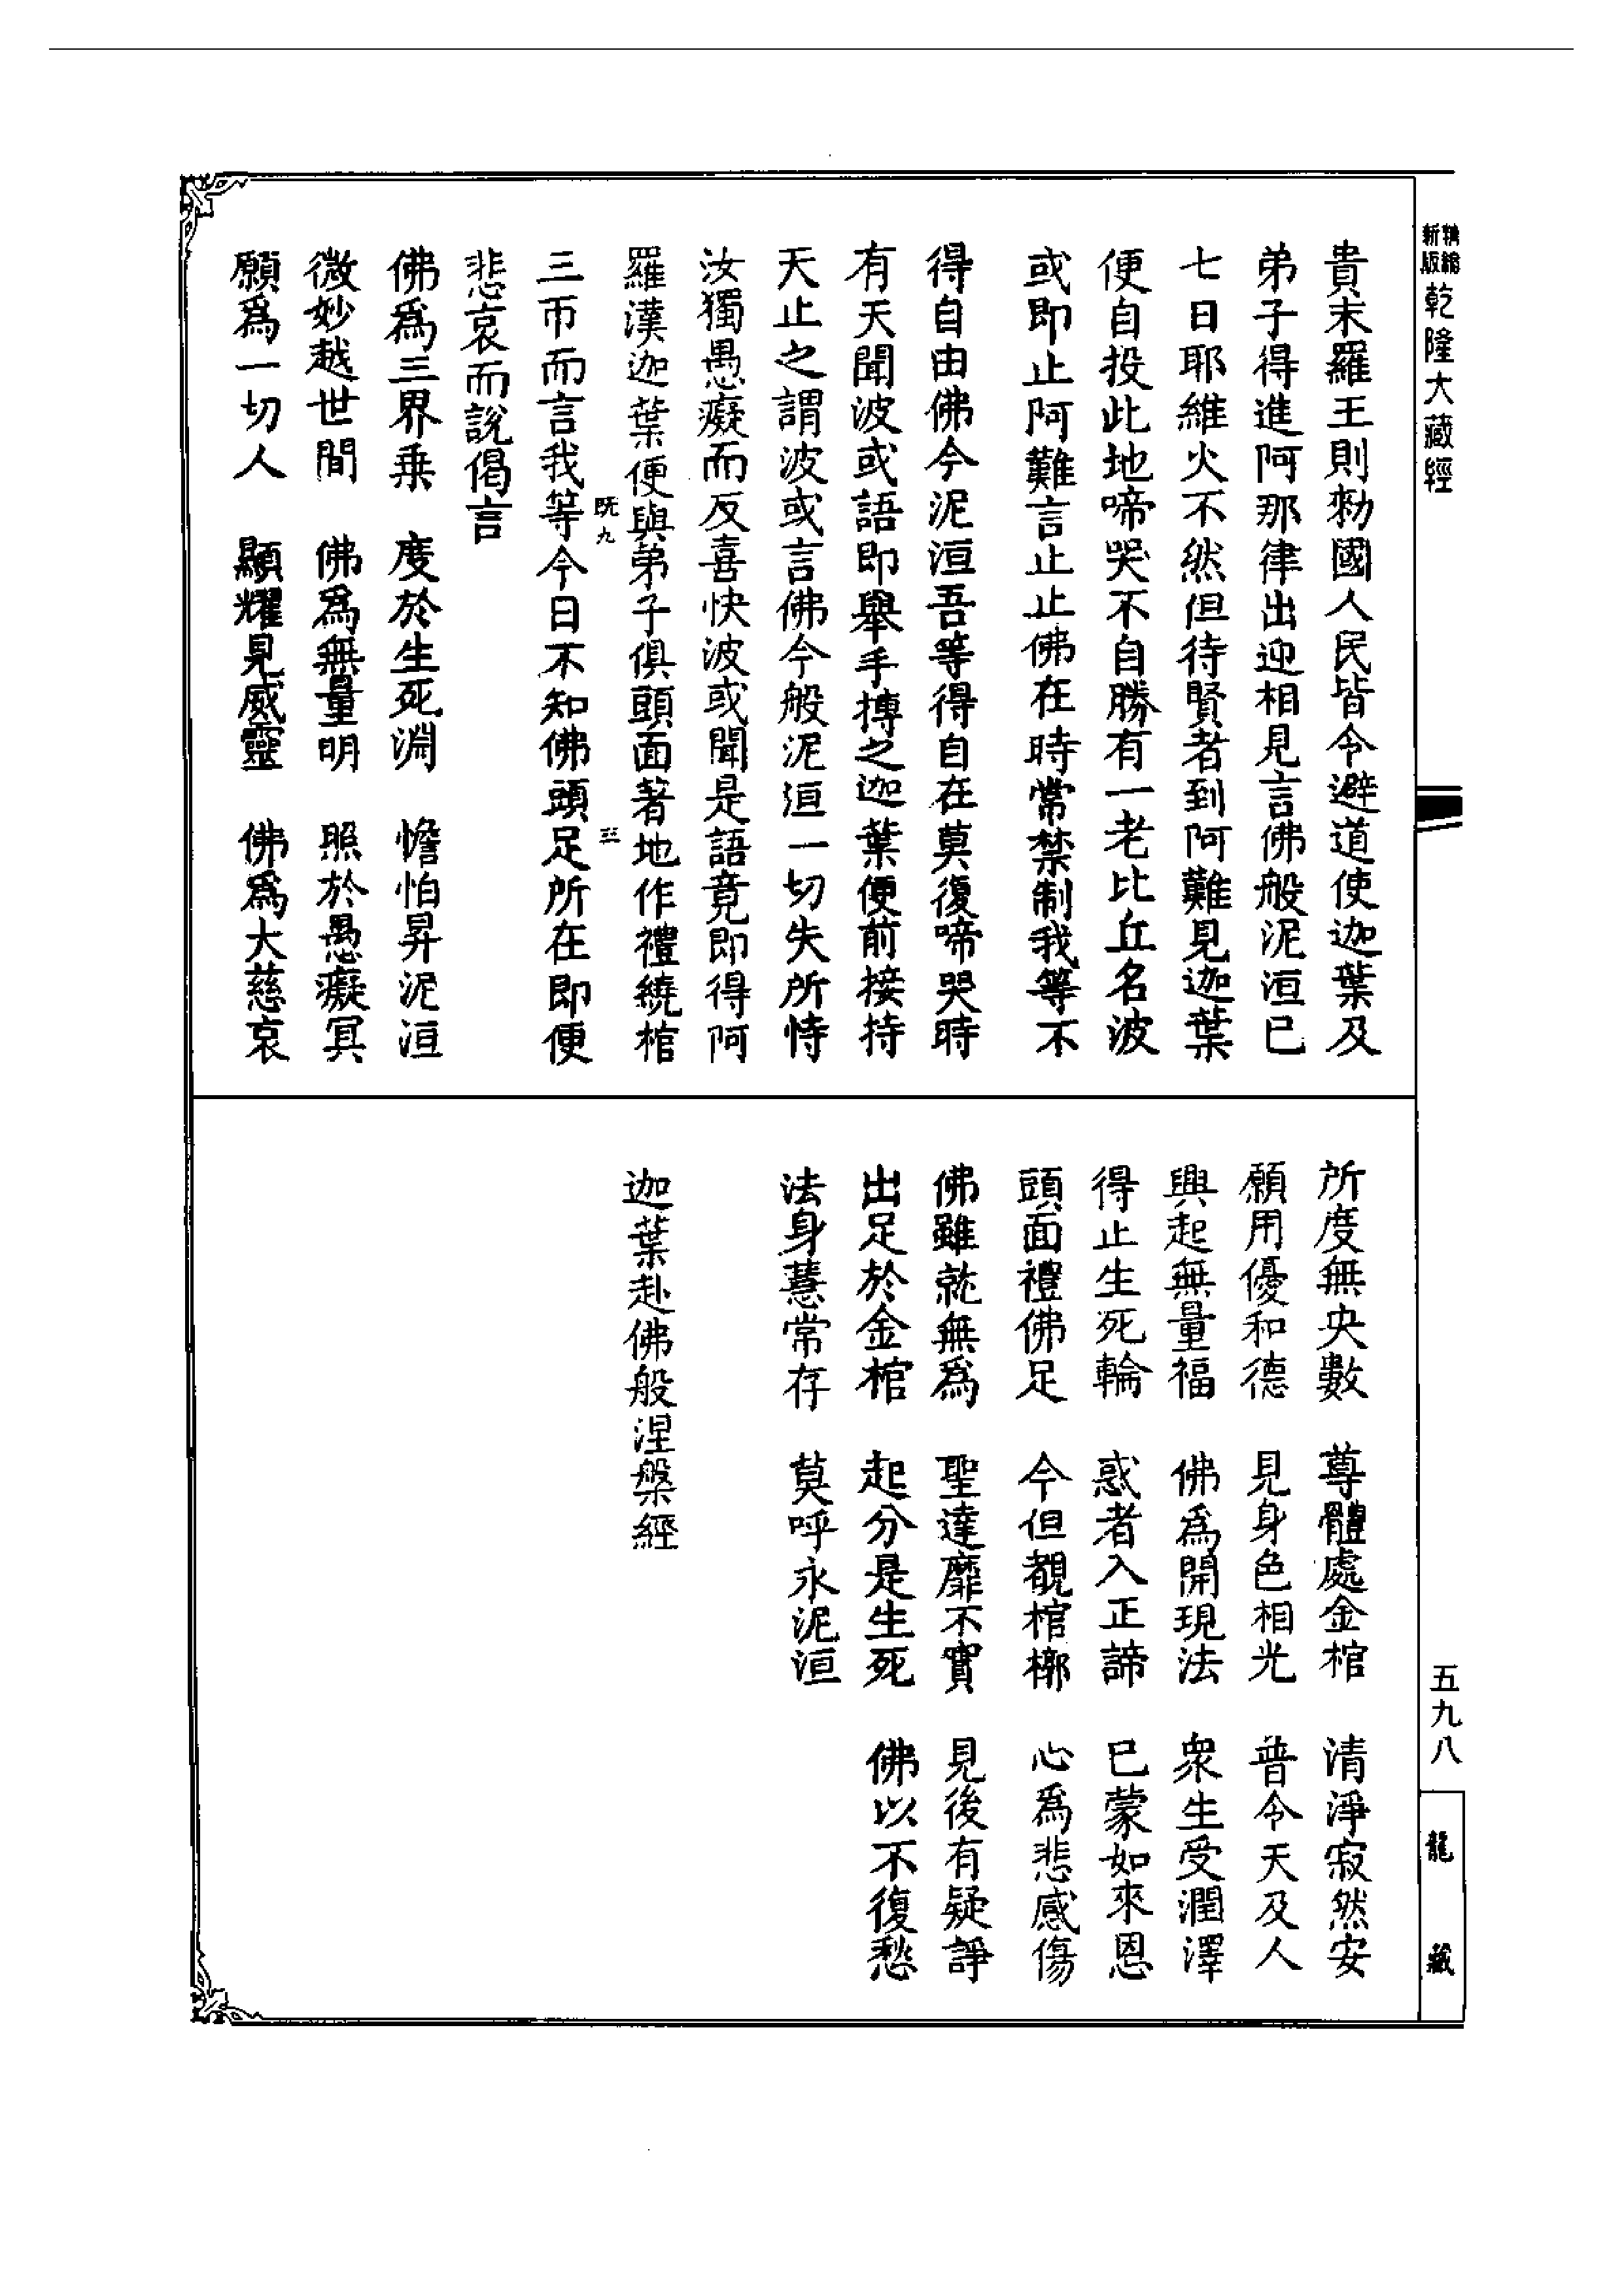 新版
精縮
乾隆大藏經
貴末羅王則勑國人民皆令避道使迦葉及
弟子得進阿那律出迎相見言佛般泥洹已
七日耶維火不然但待賢者到阿難見迦葉
便自投此地啼哭不自勝有一老比丘名波
或即止阿難言止止佛在時常禁制我等不
得自由佛今泥洹吾等得自在莫復啼哭時
有天聞波或語即舉手摶之迦葉便前接持
天止之謂波或言佛今般泥洹一切失所恃
汝獨愚癡而反喜快波或聞是語竟即得阿
羅漢迦葉便與弟子俱頭面著地作禮繞棺
既九
三
三帀而言我等今日不知佛頭足所在即便
悲哀而說偈言
佛為三界乗　度於生死淵　憺怕昇泥洹
微妙越世間　佛為無量明　照於愚癡冥
願為一切人　顯耀見威靈　佛為大慈哀
所度無央數　尊體處金棺　清淨寂然安
願用優和德　見身色相光　普令天及人
興起無量福　佛為開現法　衆生受潤澤
得止生死輪　惑者入正諦　已蒙如來恩
頭面禮佛足　今但覩棺槨　心為悲感傷
佛雖就無為　聖達靡不實　見後有疑諍
出足於金棺　起分是生死　佛以不復愁
法身慧常存　莫呼永泥洹
迦葉赴佛般涅槃經
五九八
龍藏